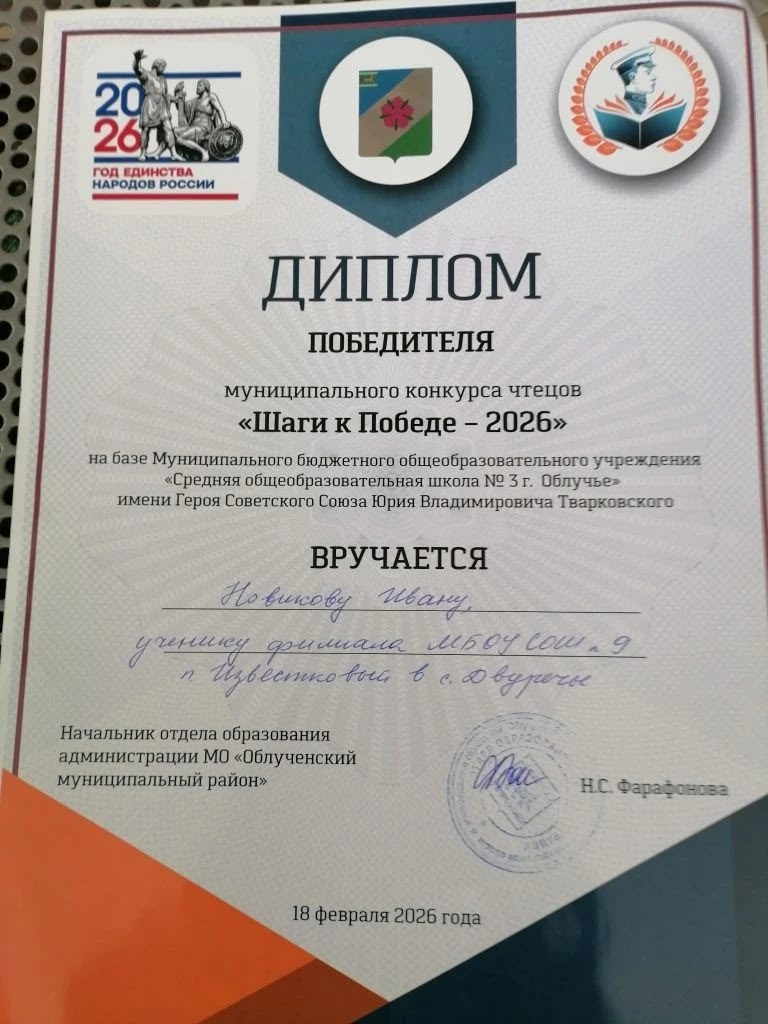 2026
ГОД ЕДИНСТВА
НАРОДОВ РОССИИ
ДИПЛОМ
ПОБЕДИТЕЛЯ
муниципального конкурса чтецов
«Шаги к Победе – 2026»
на базе Муниципального бюджетного общеобразовательного учреждения
«Средняя общеобразовательная школа № 3 г. Облучье»
имени Героя Советского Союза Юрия Владимировича Тварковского
ВРУЧАЕТСЯ
Новикову Ивану,
ученику филиала МБОУ СОШ № 9
п. Известковый в с. Двуречье
Начальник отдела образования
администрации МО «Облученский
муниципальный район»
Н.С. Фарафонова
18 февраля 2026 года